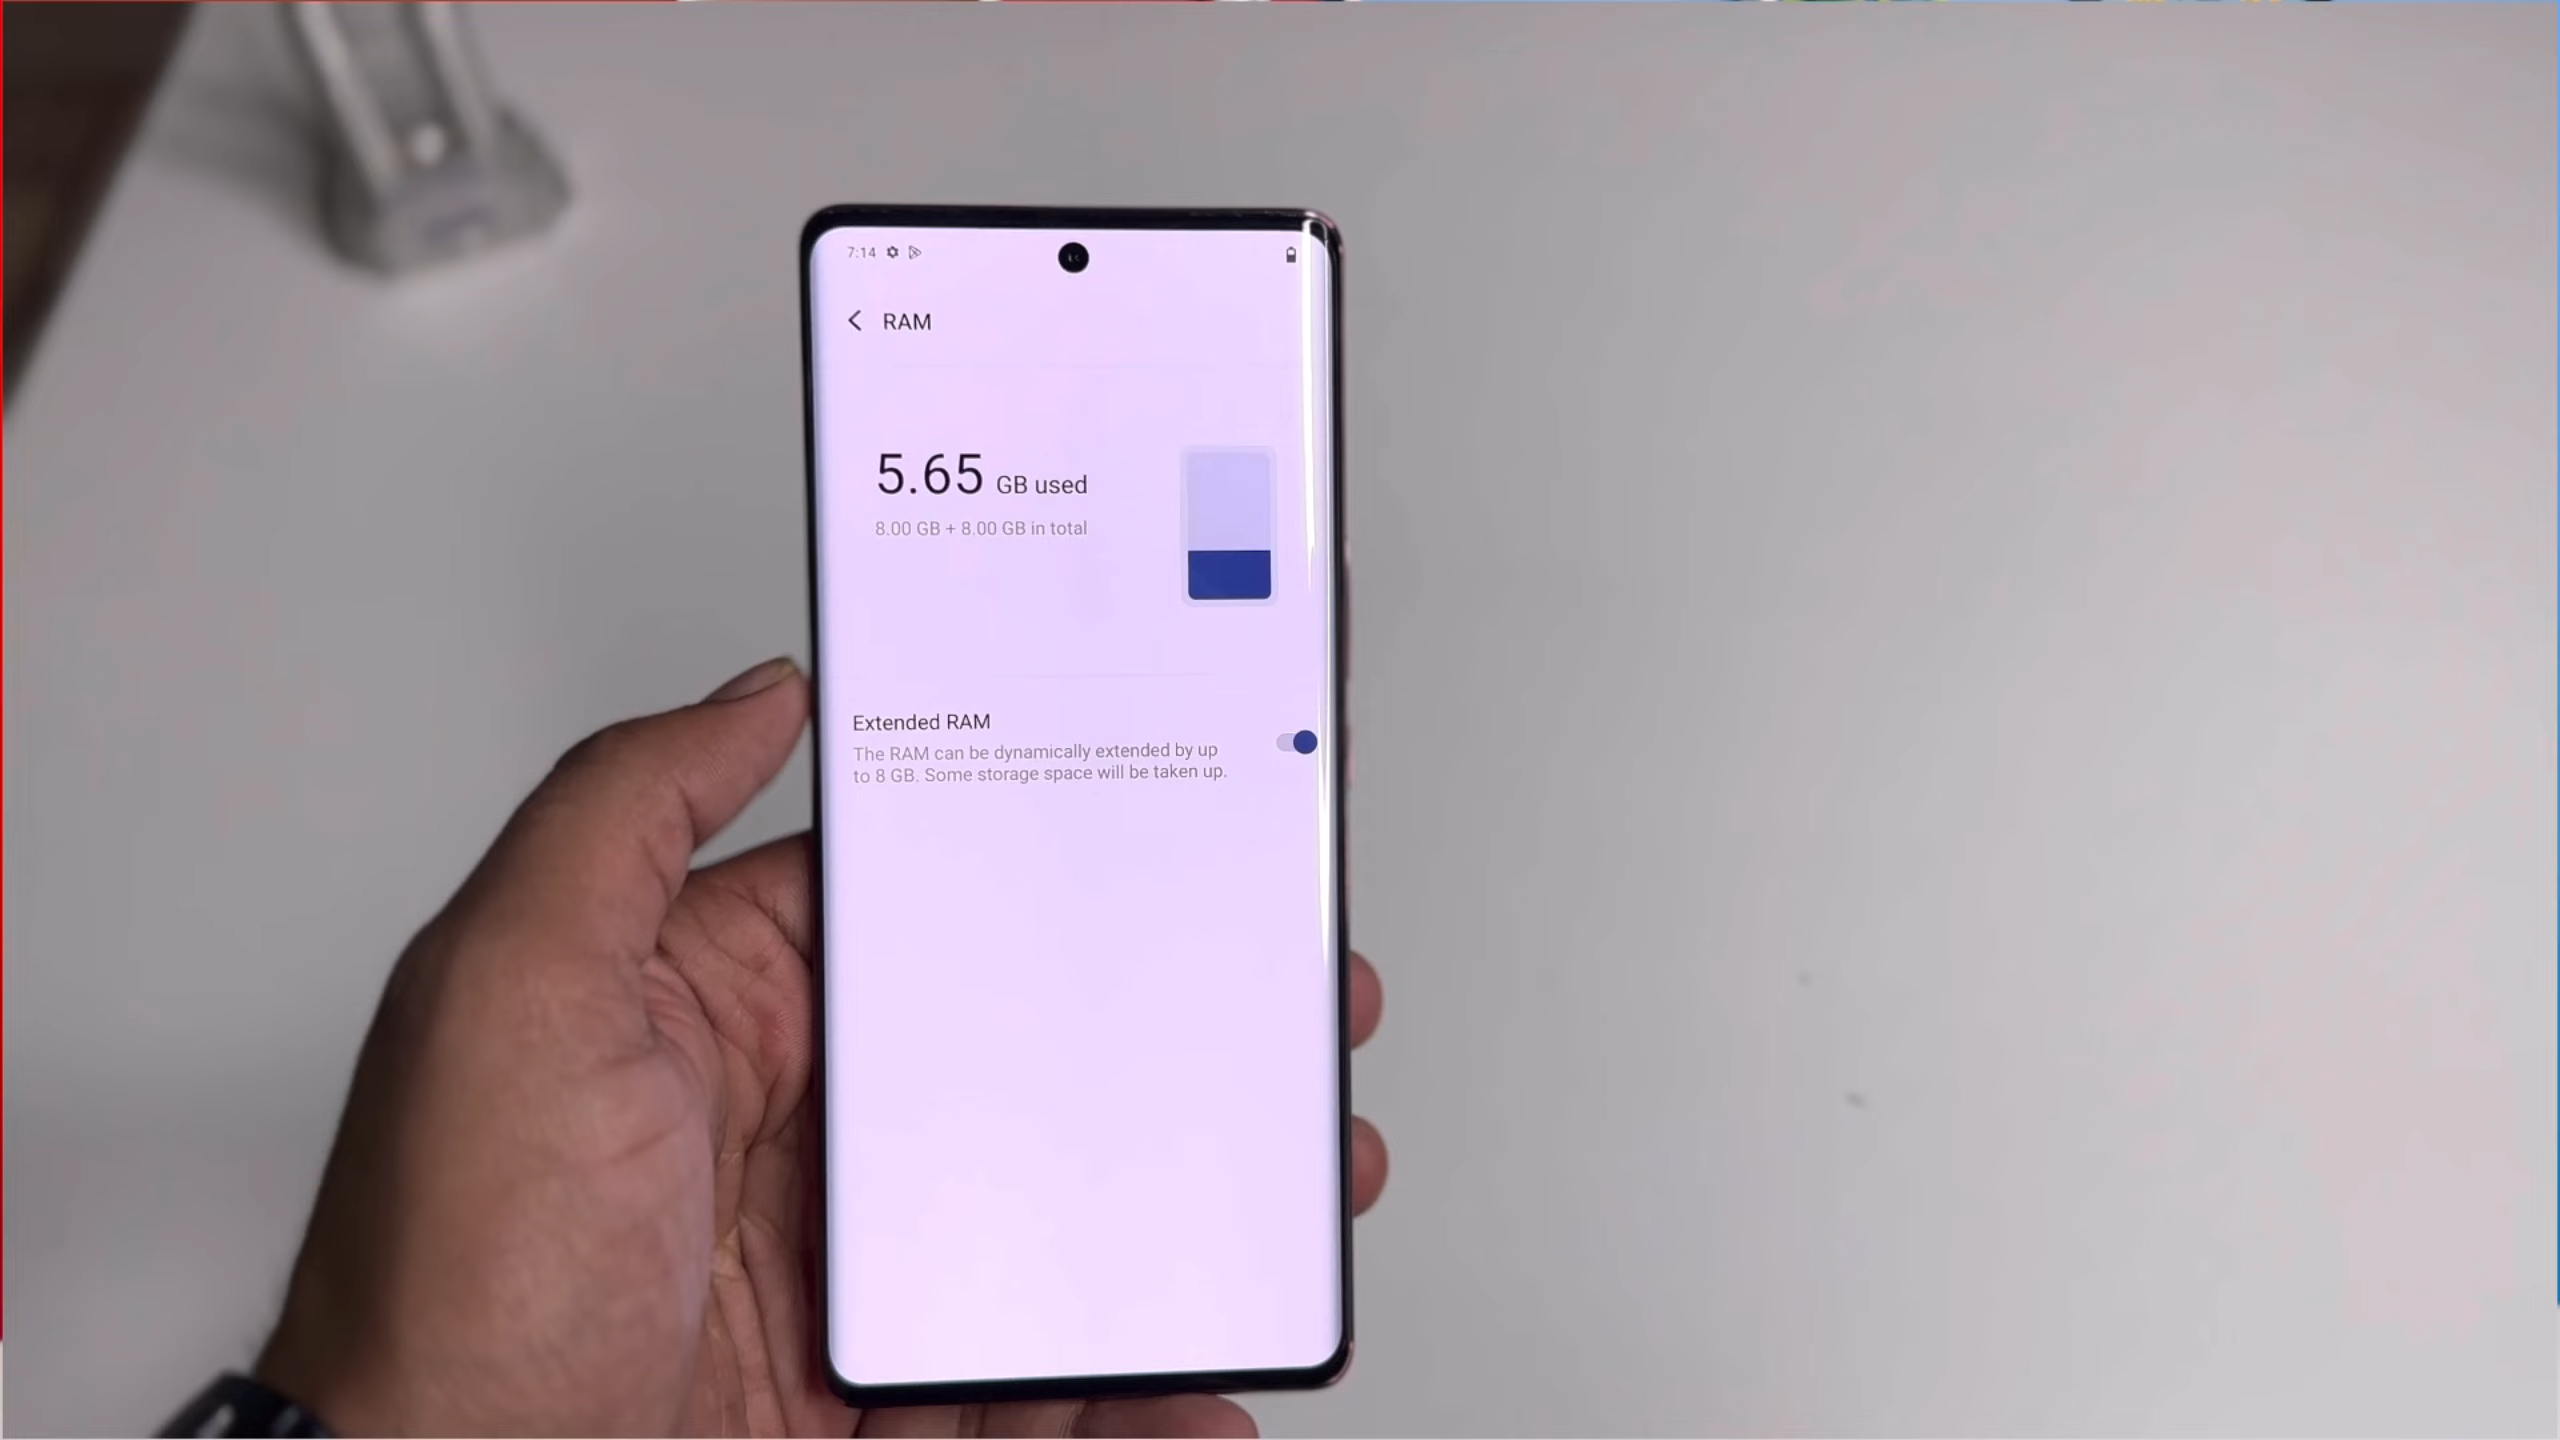 7:14
RAM
5.65 GB used
8.00 GB + 8.00 GB in total
Extended RAM
The RAM can be dynamically extended by up
to 8 GB. Some storage space will be taken up.